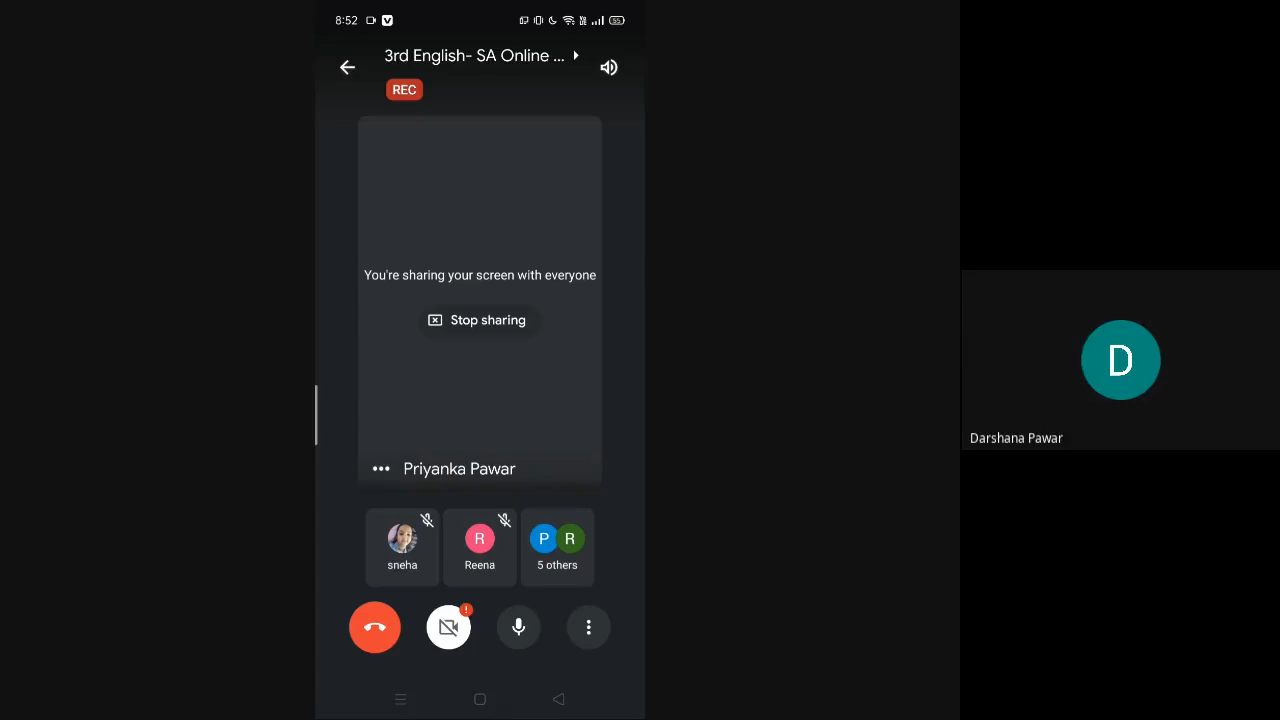 8:52
3rd English- SA Online ...
REC
You're sharing your screen with everyone
Stop sharing
Priyanka Pawar
sneha
R
Reena
P
R
5 others
D
Darshana Pawar